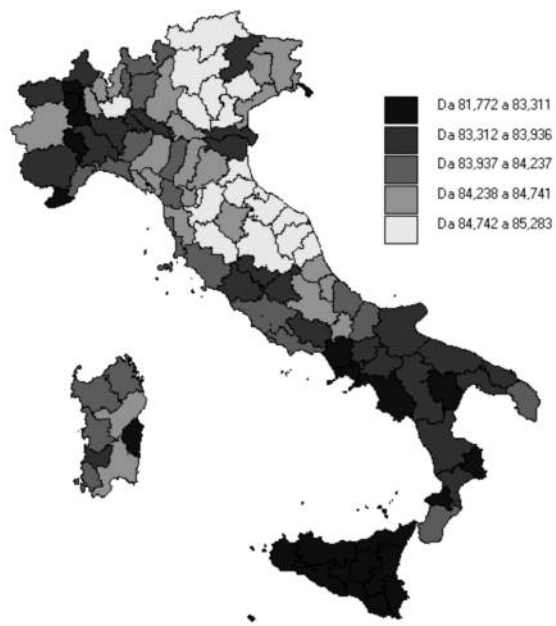 Da 81,772 a 83,311
Da 83,312 a 83,936
Da 83,937 a 84,237
Da 84,238 a 84,741
Da 84,742 a 85,283